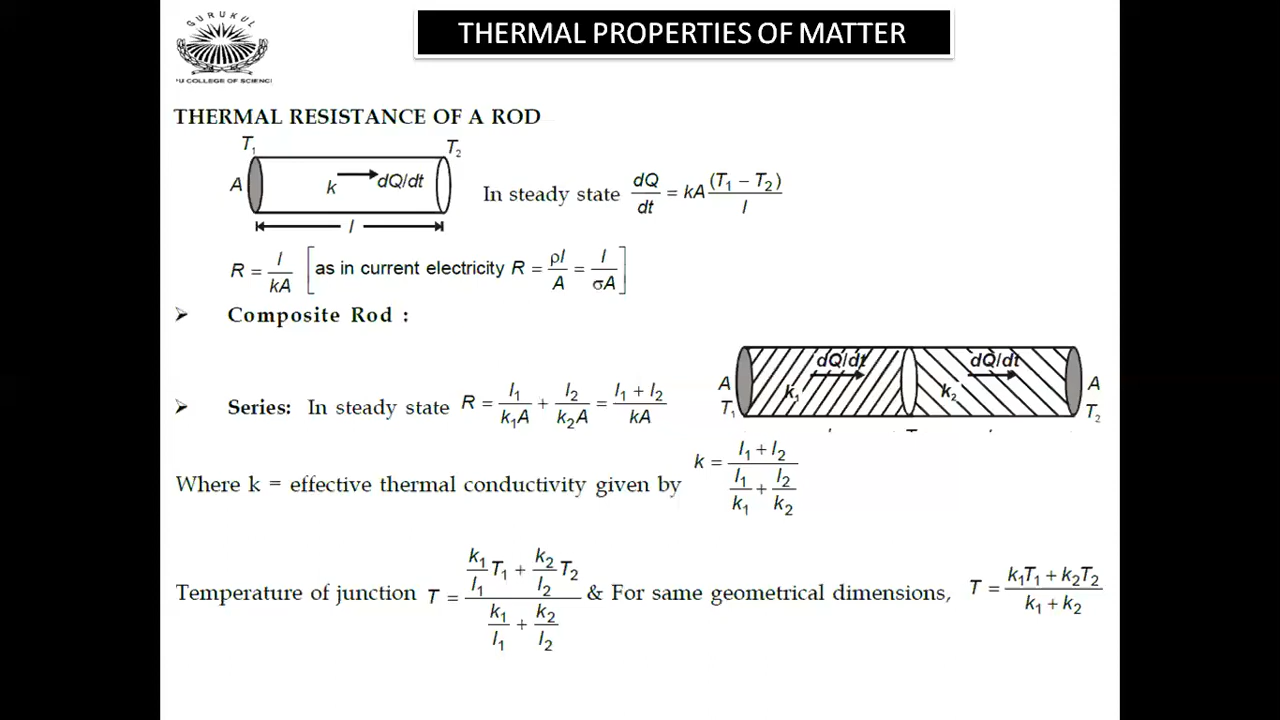 GURUKUL
PU COLLEGE OF SCIENCE
THERMAL PROPERTIES OF MATTER
THERMAL RESISTANCE OF A ROD
T₁ T₂
A k dQ/dt
l
In steady state dQ/dt = kA (T₁ − T₂)/l
R = l/kA [as in current electricity R = ρl/A = l/σA]
➢ Composite Rod :
dQ/dt dQ/dt
A k₁ k₂ A
T₁ T₂
➢ Series: In steady state R = l₁/k₁A + l₂/k₂A = (l₁ + l₂)/kA
Where k = effective thermal conductivity given by k = (l₁ + l₂)/(l₁/k₁ + l₂/k₂)
Temperature of junction T = (k₁/l₁ T₁ + k₂/l₂ T₂)/(k₁/l₁ + k₂/l₂) & For same geometrical dimensions, T = (k₁T₁ + k₂T₂)/(k₁ + k₂)